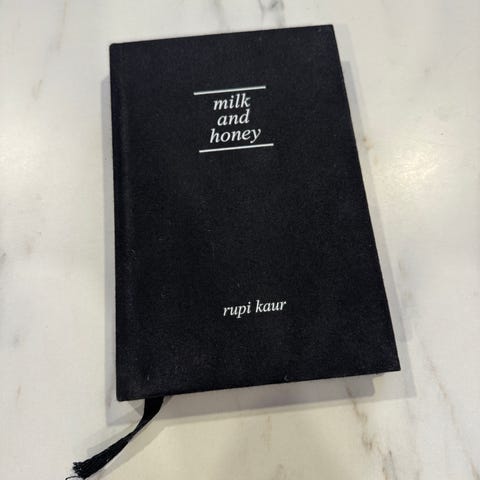 milk
and
honey
rupi kaur